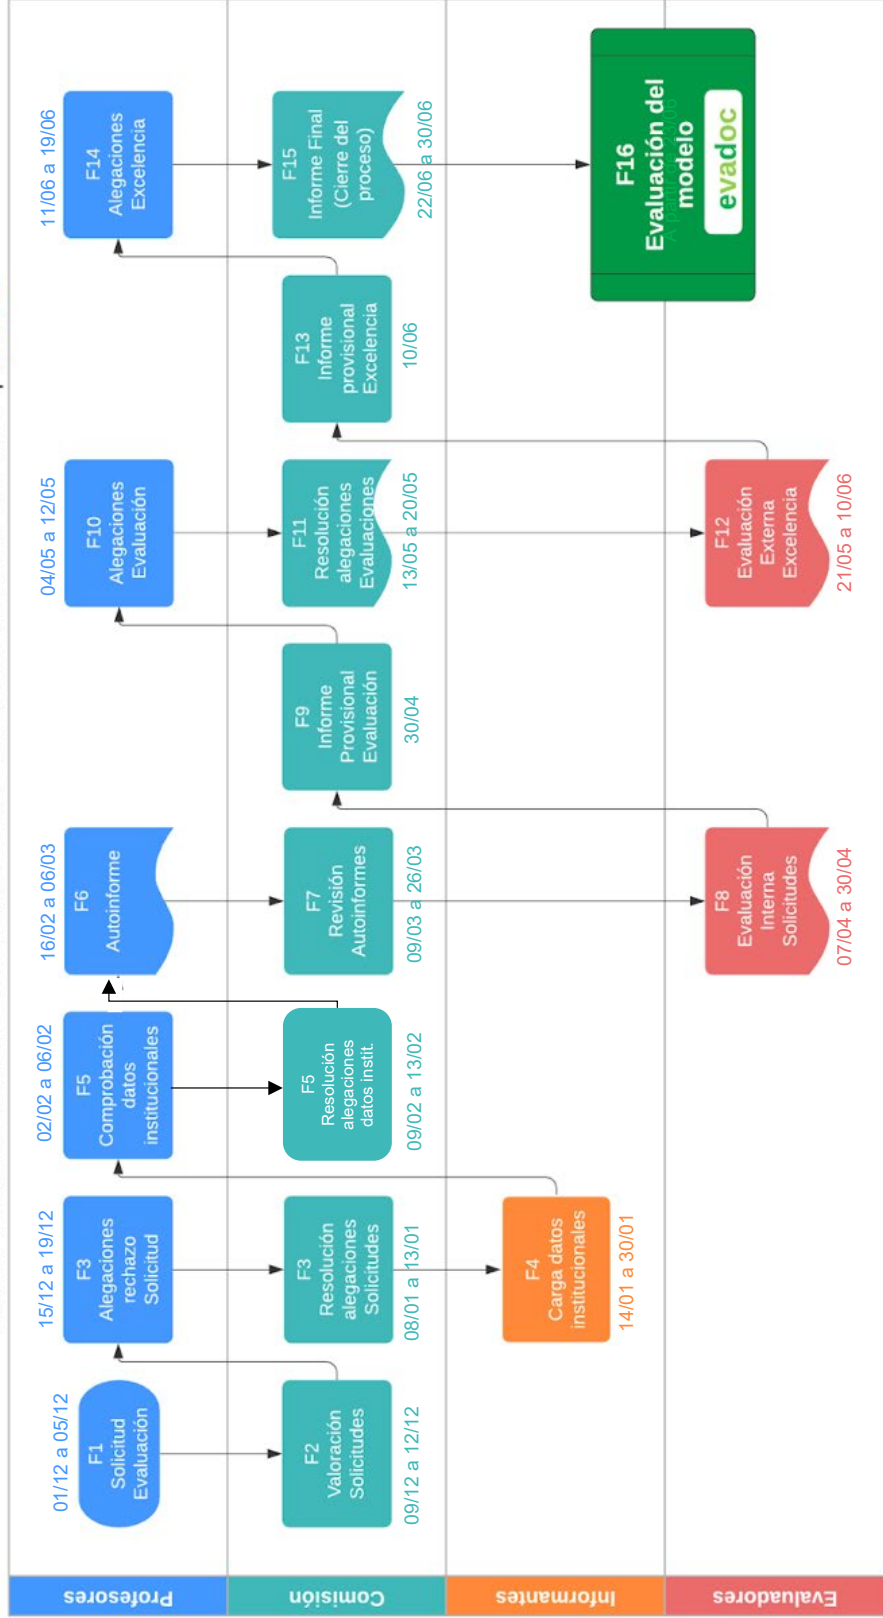 Profesores
01/12 a 05/12
F1
Solicitud
Evaluación
15/12 a 19/12
F3
Alegaciones
rechazo
Solicitud
02/02 a 06/02
F5
Comprobación
datos
institucionales
16/02 a 06/03
F6
Autoinforme
04/05 a 12/05
F10
Alegaciones
Evaluación
11/06 a 19/06
F14
Alegaciones
Excelencia
Comisión
F2
Valoración
Solicitudes
09/12 a 12/12
F3
Resolución
alegaciones
Solicitudes
08/01 a 13/01
F5
Resolución
alegaciones
datos instit.
09/02 a 13/02
F7
Revisión
Autoinformes
09/03 a 26/03
F9
Informe
Provisional
Evaluación
30/04
F11
Resolución
alegaciones
Evaluaciones
13/05 a 20/05
F13
Informe
provisional
Excelencia
10/06
F15
Informe Final
(Cierre del
proceso)
22/06 a 30/06
Informantes
F4
Carga datos
institucionales
14/01 a 30/01
F16
Evaluación del
modelo
evadoc
Evaluadores
F8
Evaluación
Interna
Solicitudes
07/04 a 30/04
F12
Evaluación
Externa
Excelencia
21/05 a 10/06